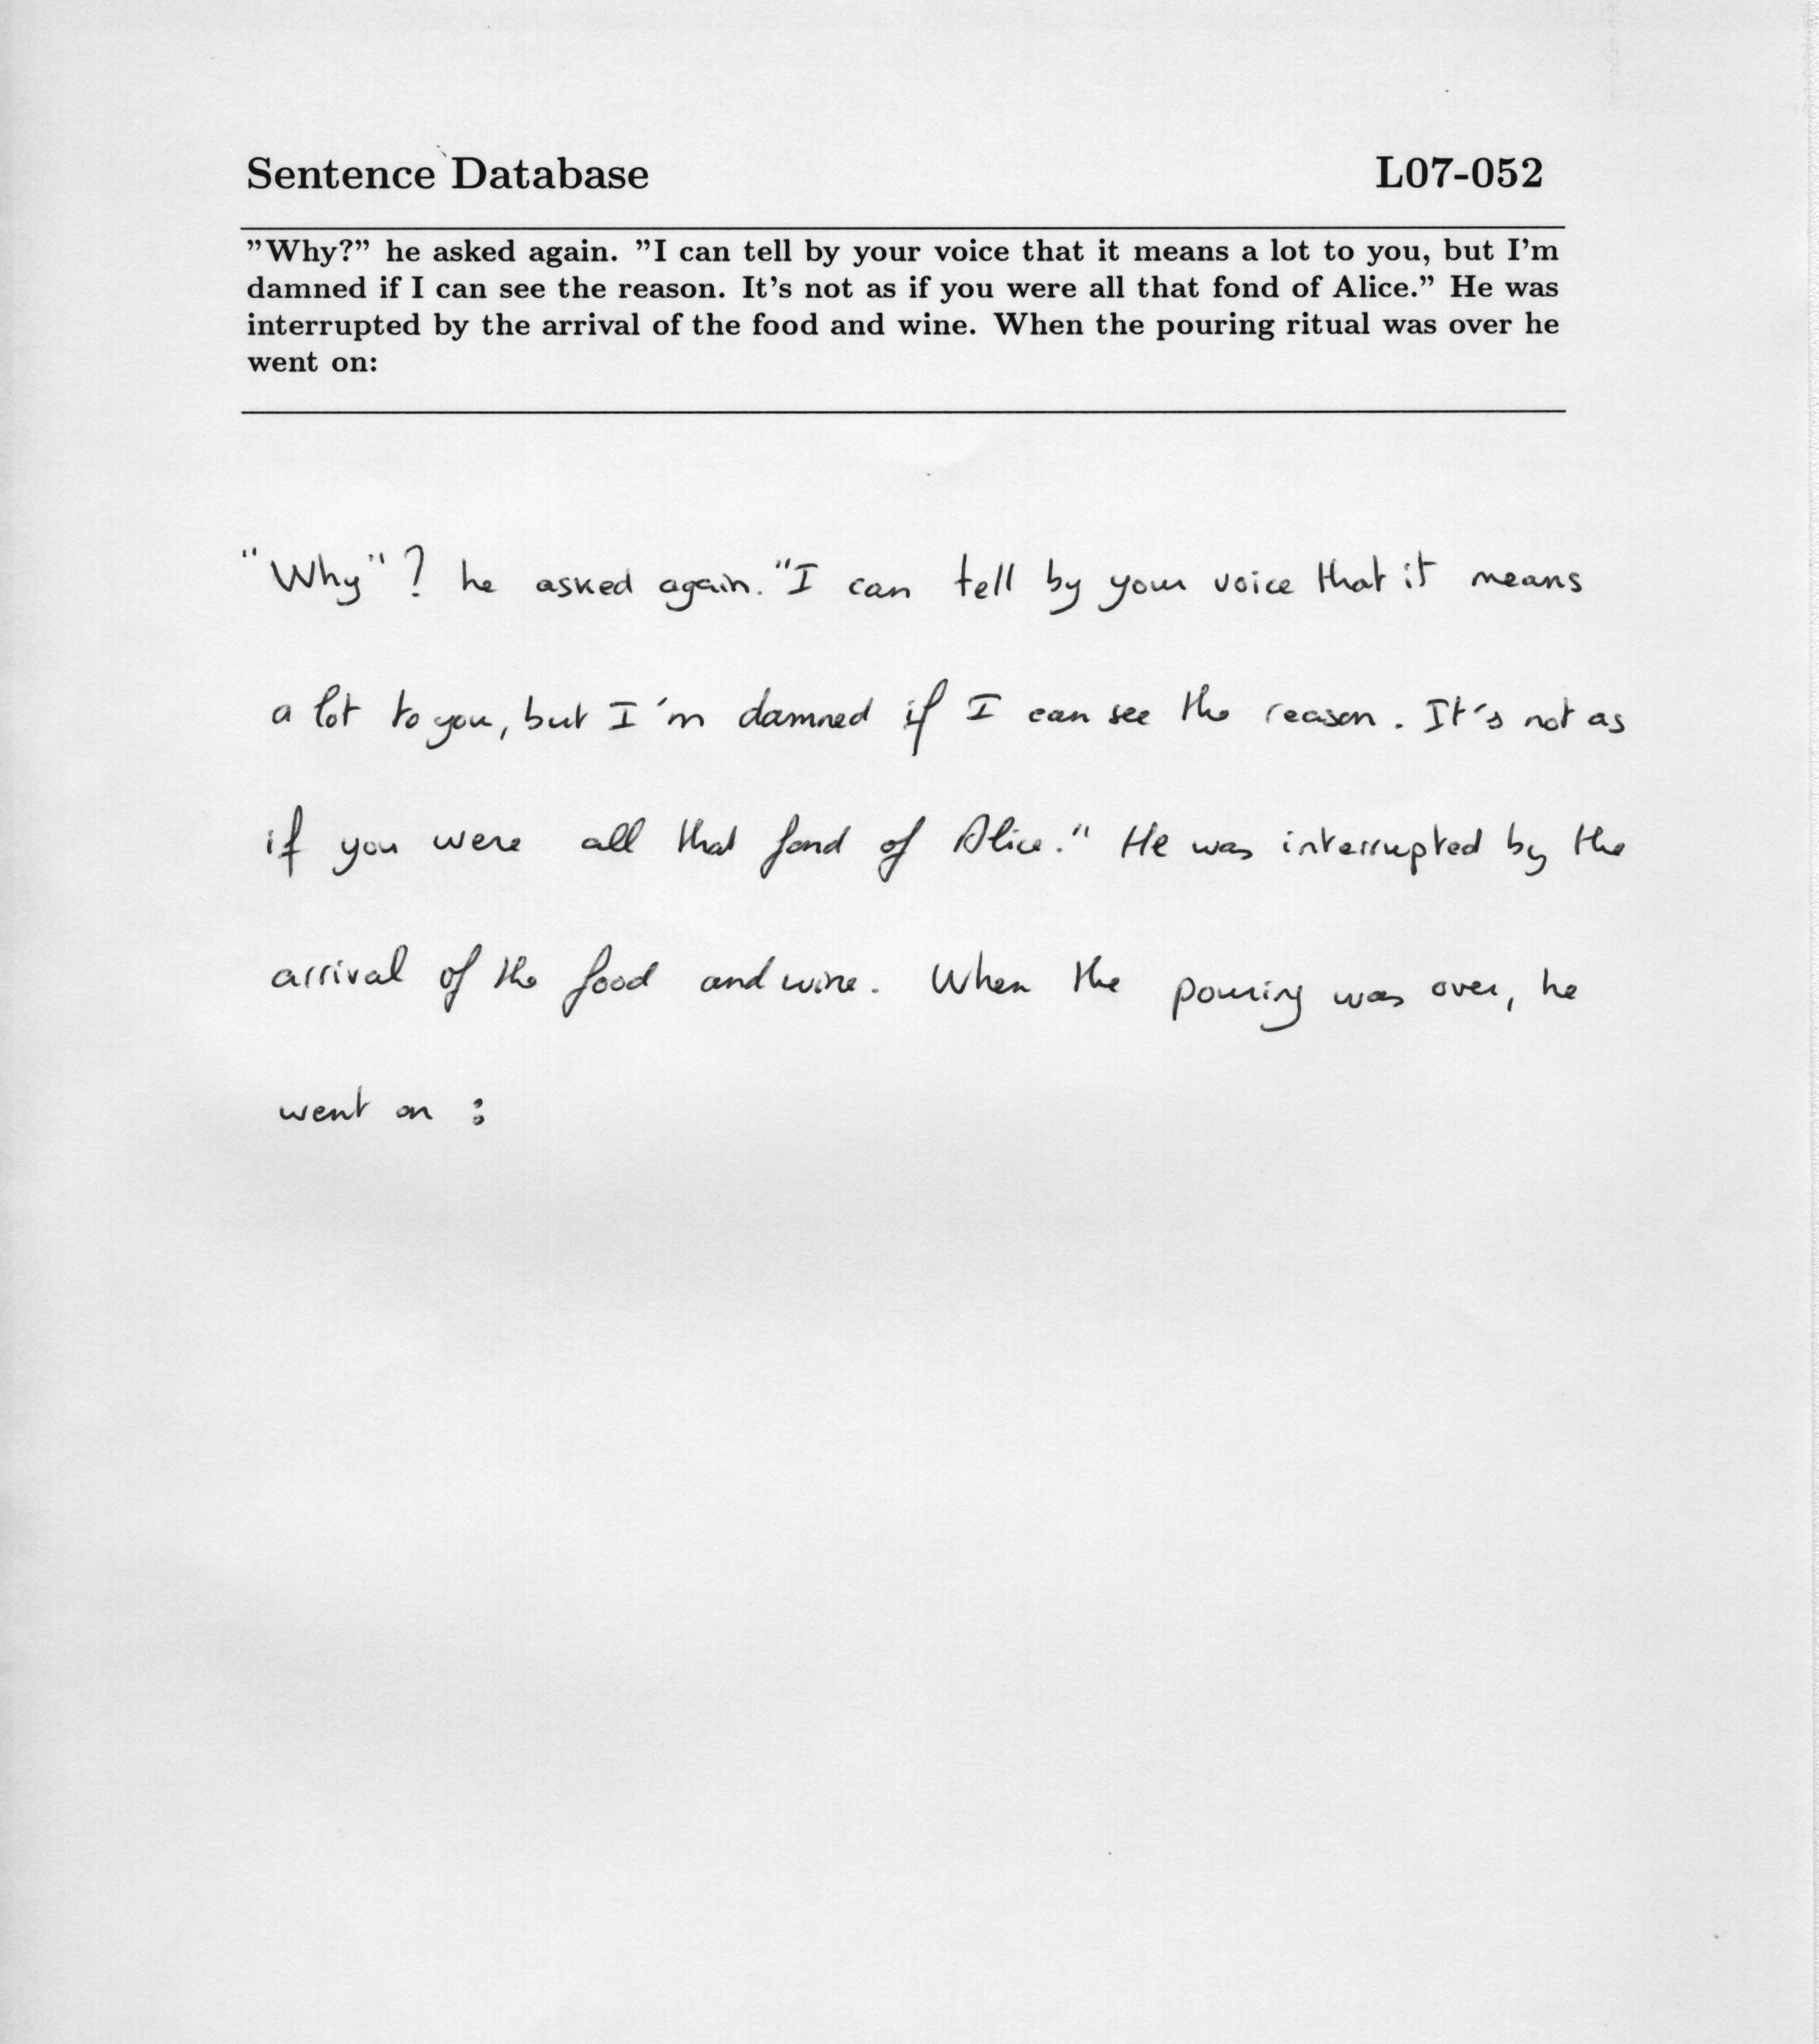 Sentence Database L07-052
"Why?" he asked again. "I can tell by your voice that it means a lot to you, but I'm
damned if I can see the reason. It's not as if you were all that fond of Alice." He was
interrupted by the arrival of the food and wine. When the pouring ritual was over he
went on:
"Why"? he asked again. "I can tell by your voice that it means
a lot to you, but I'm damned if I can see the reason. It's not as
if you were all that fond of Alice." He was interrupted by the
arrival of the food and wine. When the pouring was over, he
went on :